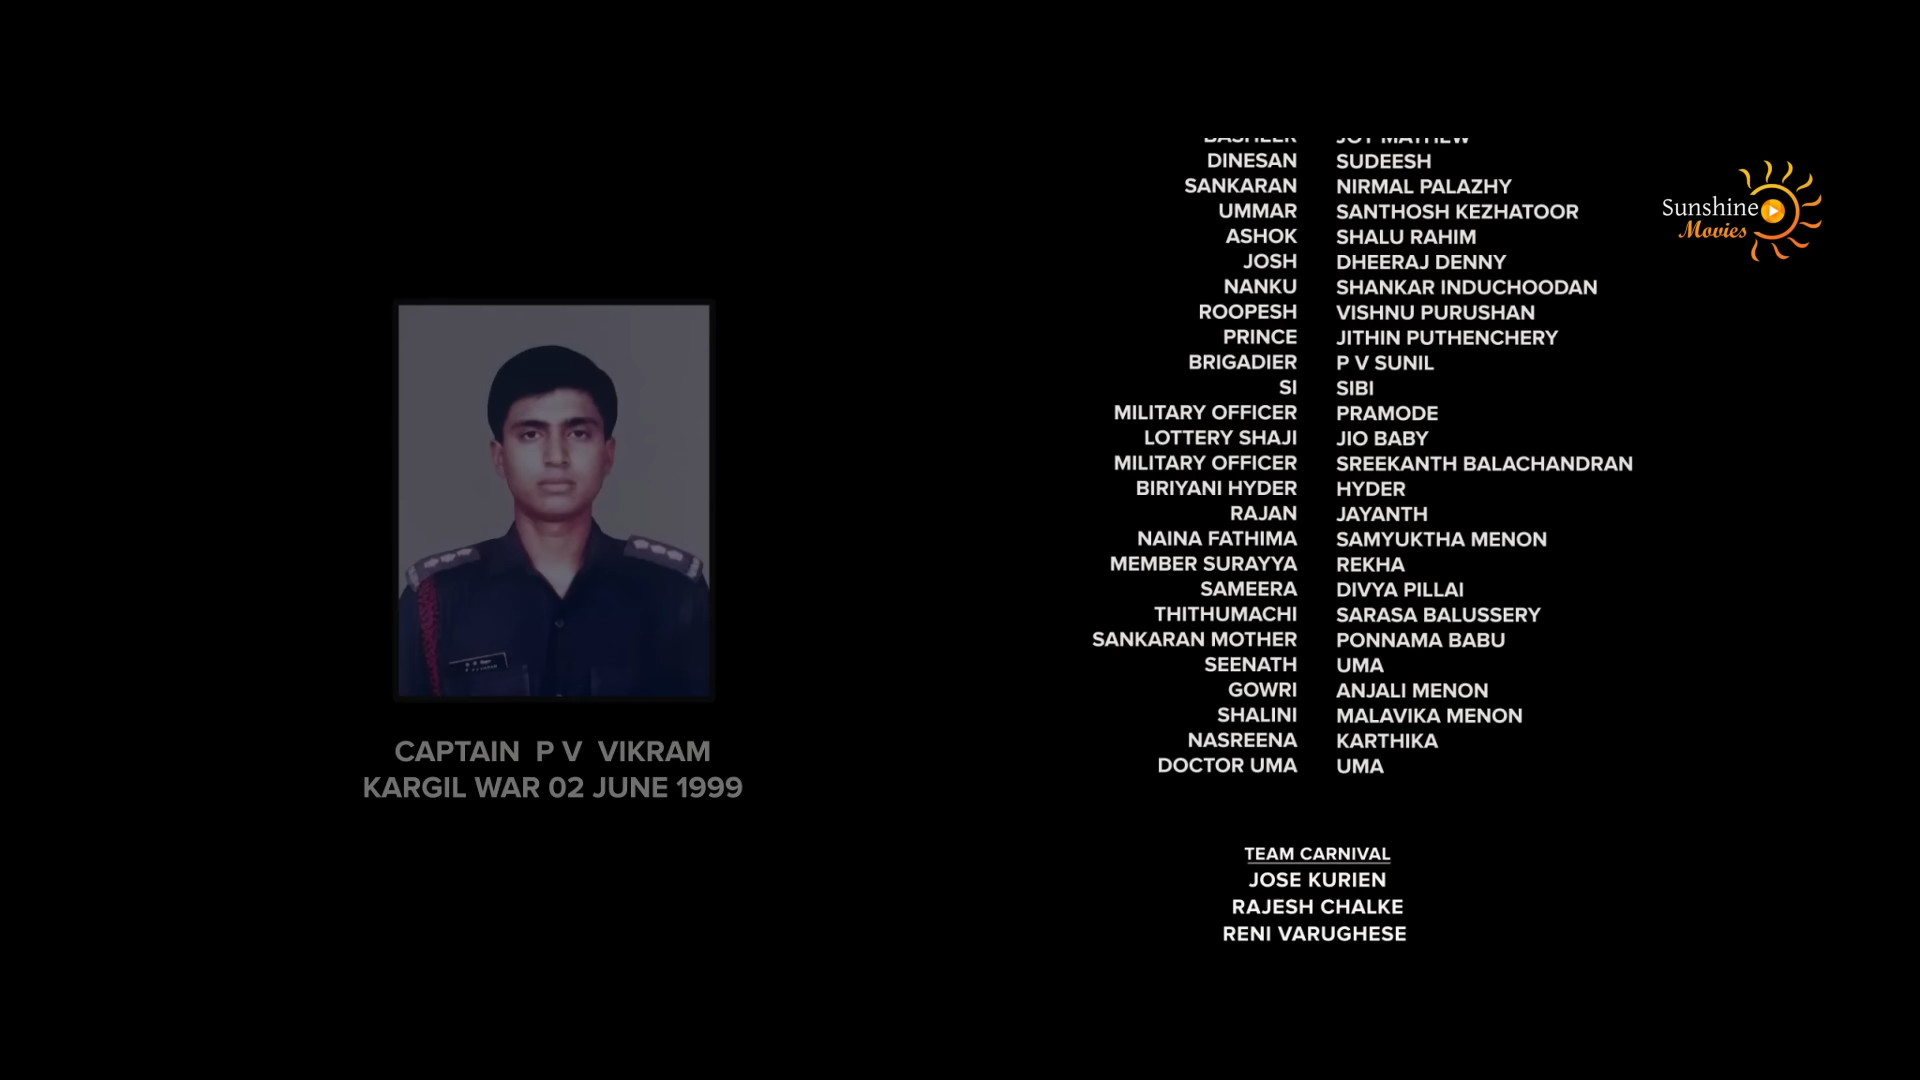 BASHEER JOY MATHEW
DINESAN SUDEESH
SANKARAN NIRMAL PALAZHY
UMMAR SANTHOSH KEZHATOOR
ASHOK SHALU RAHIM
JOSH DHEERAJ DENNY
NANKU SHANKAR INDUCHOODAN
ROOPESH VISHNU PURUSHAN
PRINCE JITHIN PUTHENCHERY
BRIGADIER P V SUNIL
SI SIBI
MILITARY OFFICER PRAMODE
LOTTERY SHAJI JIO BABY
MILITARY OFFICER SREEKANTH BALACHANDRAN
BIRIYANI HYDER HYDER
RAJAN JAYANTH
NAINA FATHIMA SAMYUKTHA MENON
MEMBER SURAYYA REKHA
SAMEERA DIVYA PILLAI
THITHUMACHI SARASA BALUSSERY
SANKARAN MOTHER PONNAMA BABU
SEENATH UMA
GOWRI ANJALI MENON
SHALINI MALAVIKA MENON
NASREENA KARTHIKA
DOCTOR UMA UMA
TEAM CARNIVAL
JOSE KURIEN
RAJESH CHALKE
RENI VARUGHESE
CAPTAIN P V VIKRAM
KARGIL WAR 02 JUNE 1999
Sunshine
Movies